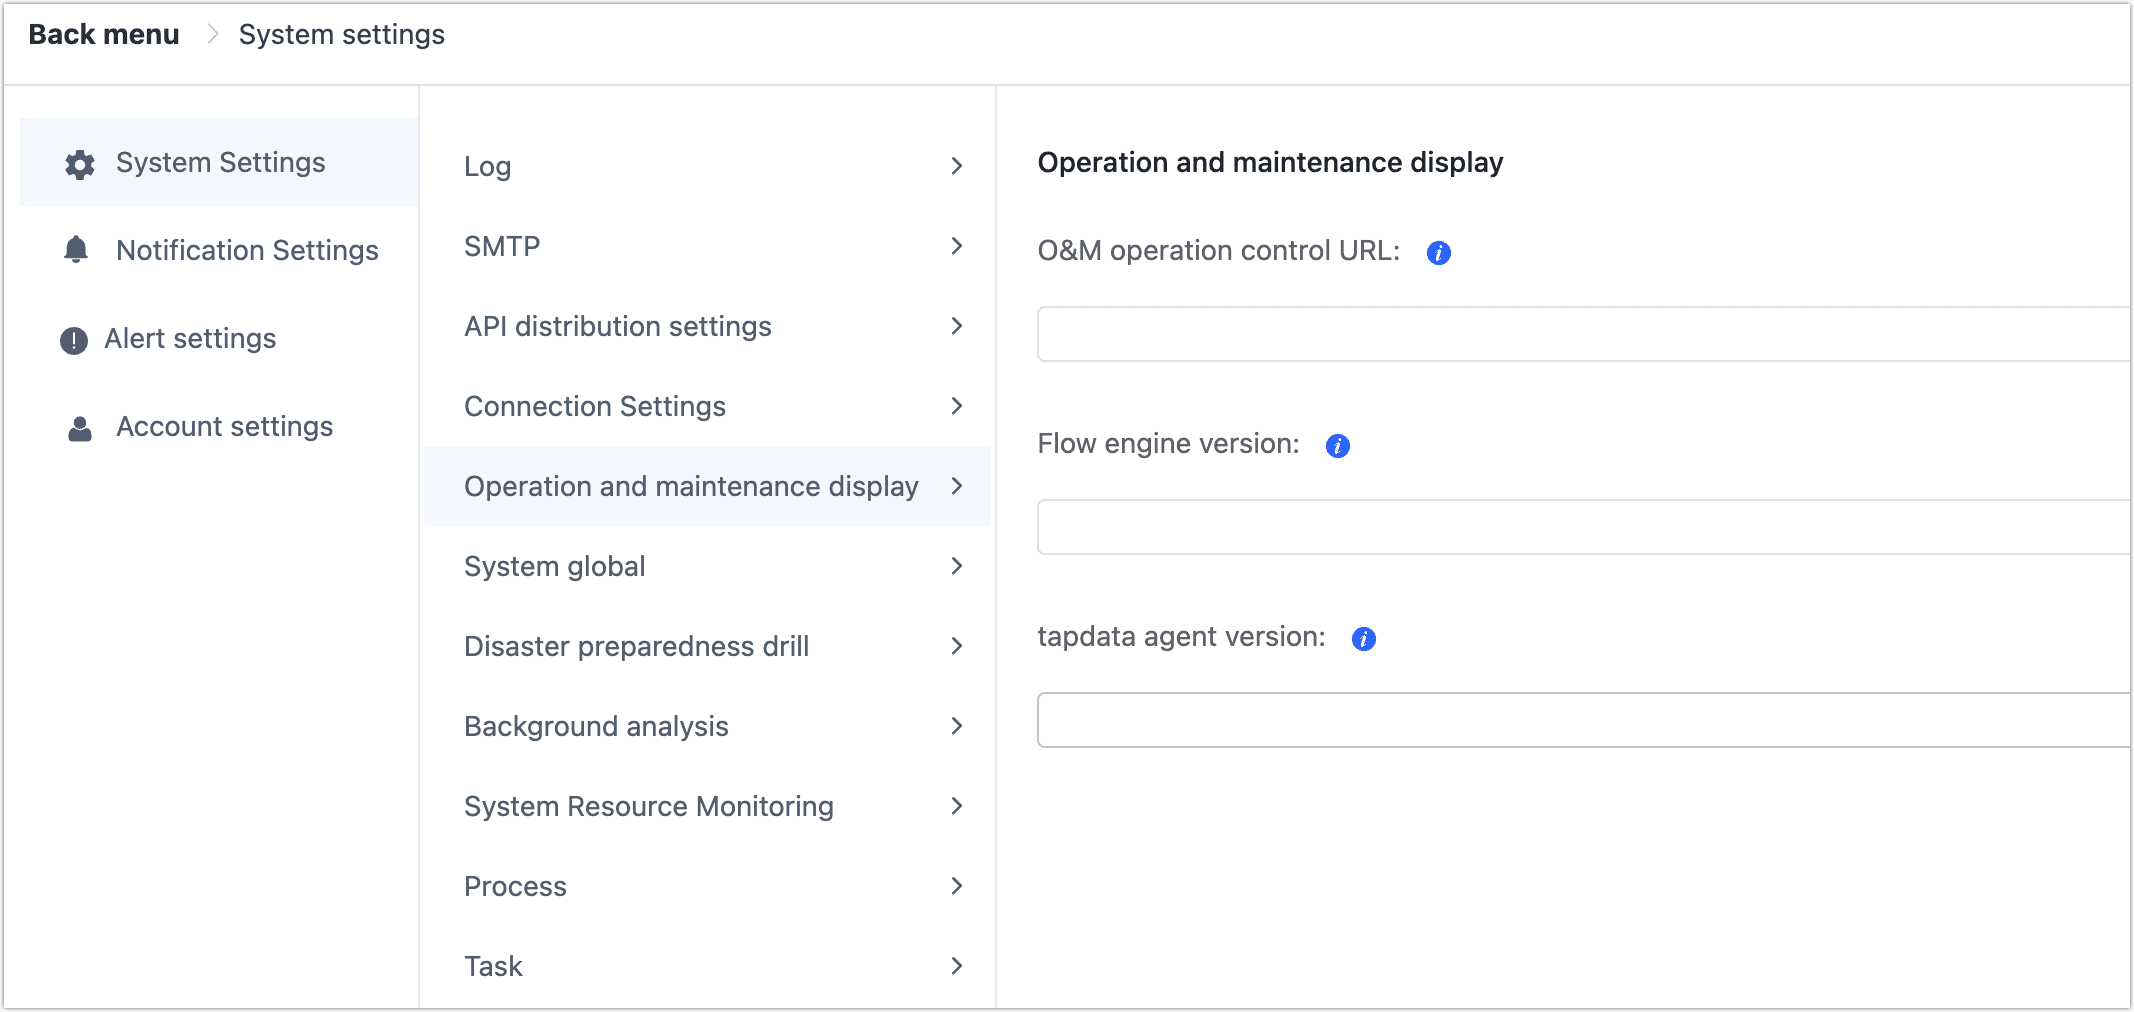 Back menu > System settings
System Settings
Notification Settings
Alert settings
Account settings
Log
SMTP
API distribution settings
Connection Settings
Operation and maintenance display
System global
Disaster preparedness drill
Background analysis
System Resource Monitoring
Process
Task
Operation and maintenance display
O&M operation control URL:
Flow engine version:
tapdata agent version: